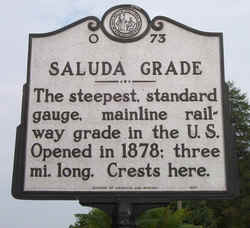 O 73
SALUDA GRADE
The steepest, standard
gauge, mainline rail-
way grade in the U. S.
Opened in 1878; three
mi. long. Crests here.